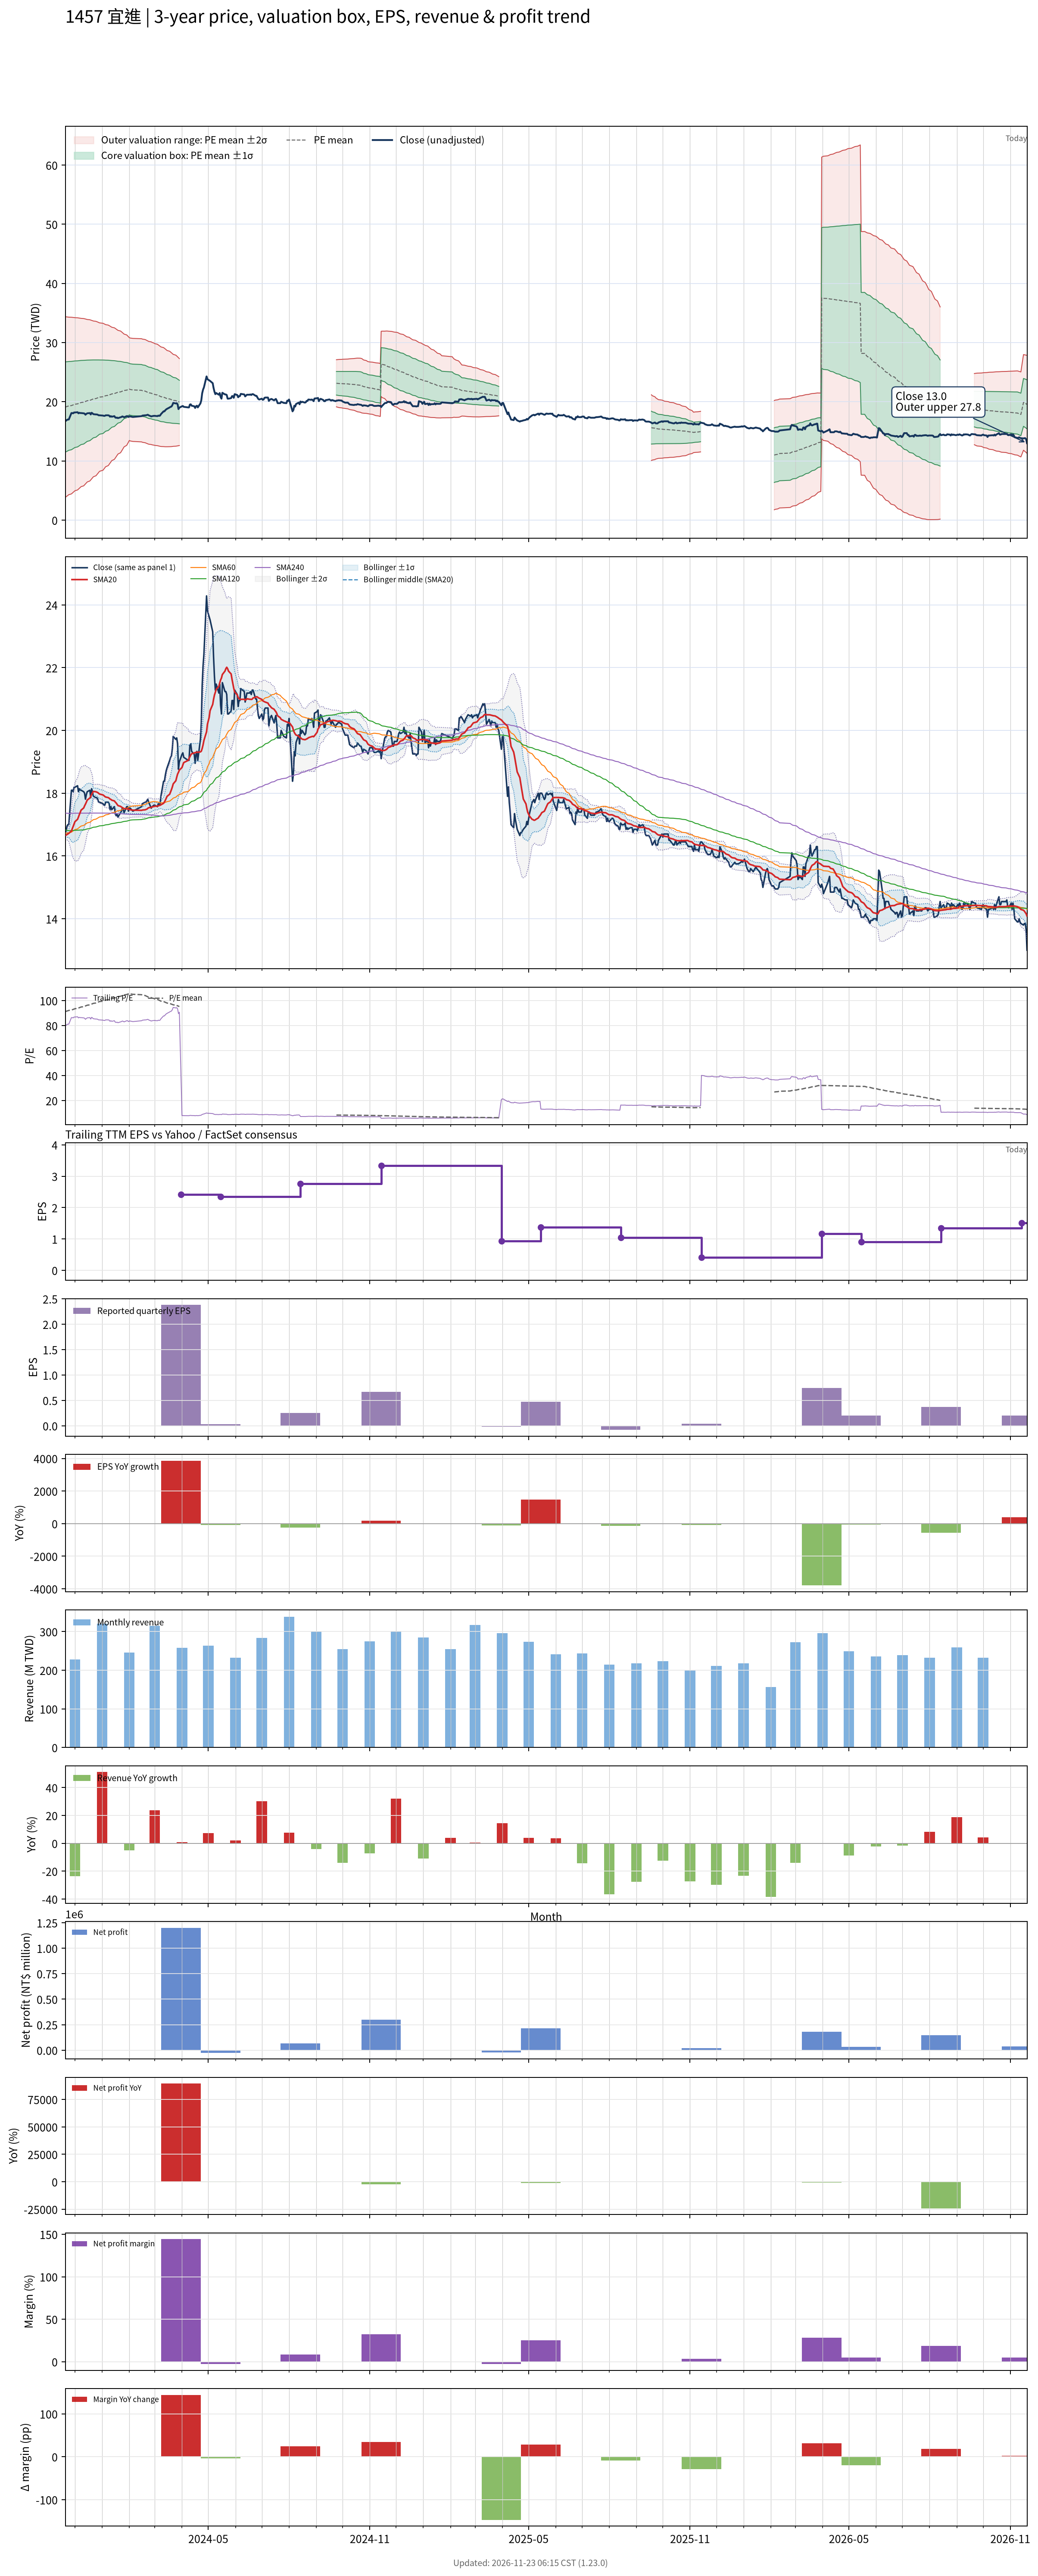 1457 宜進 | 3-year price, valuation box, EPS, revenue & profit trend
Outer valuation range: PE mean ±2σ
Core valuation box: PE mean ±1σ
PE mean
Close (unadjusted)
Today
60
50
40
30
20
10
0
Price (TWD)
Close 13.0
Outer upper 27.8
Close (same as panel 1)
SMA20
SMA60
SMA120
SMA240
Bollinger ±2σ
Bollinger ±1σ
Bollinger middle (SMA20)
24
22
20
18
16
14
Price
Trailing P/E
P/E mean
100
80
60
40
20
P/E
Trailing TTM EPS vs Yahoo / FactSet consensus
Today
4
3
2
1
0
EPS
Reported quarterly EPS
2.5
2.0
1.5
1.0
0.5
0.0
EPS
EPS YoY growth
4000
2000
0
-2000
-4000
YoY (%)
Monthly revenue
300
200
100
0
Revenue (M TWD)
Revenue YoY growth
40
20
0
-20
-40
YoY (%)
Month
1e6
Net profit
1.25
1.00
0.75
0.50
0.25
0.00
Net profit (NT$ million)
Net profit YoY
75000
50000
25000
0
-25000
YoY (%)
Net profit margin
150
100
50
0
Margin (%)
Margin YoY change
100
0
-100
Δ margin (pp)
2024-05
2024-11
2025-05
2025-11
2026-05
2026-11
Updated: 2026-11-23 06:15 CST (1.23.0)